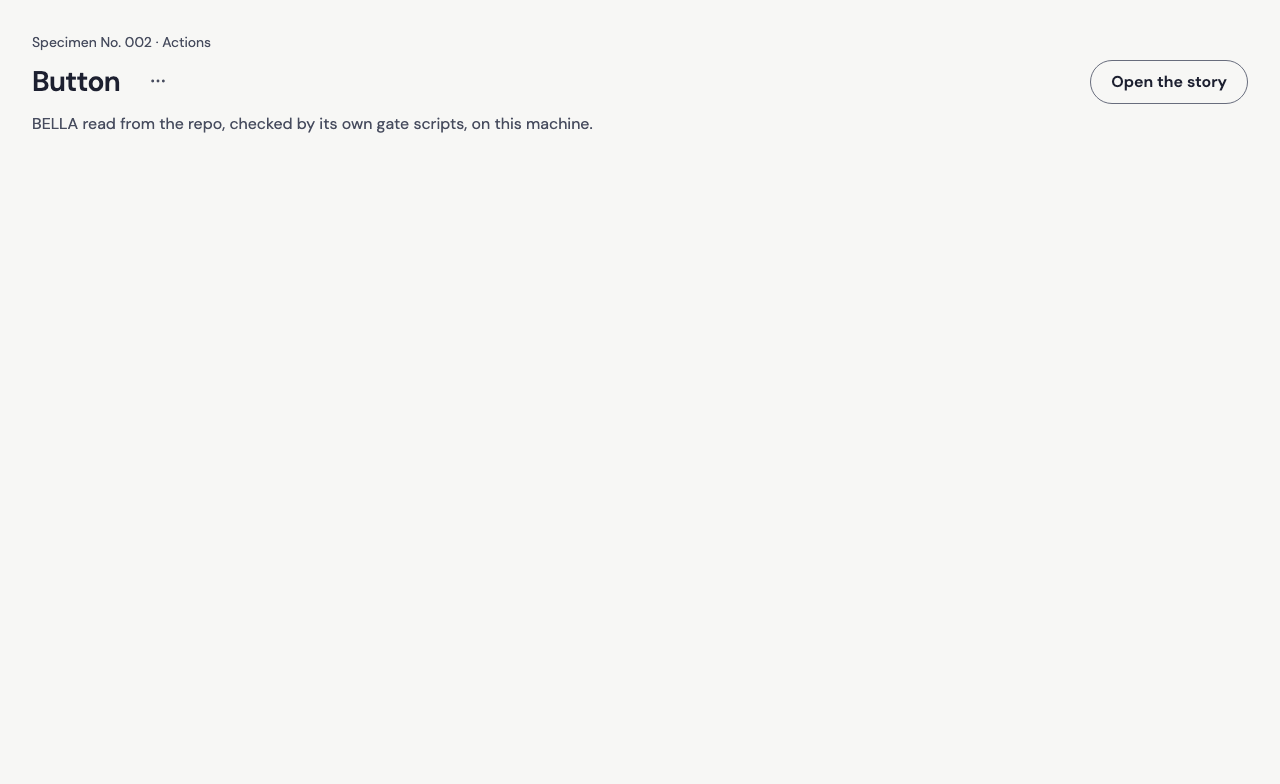 Specimen No. 002 · Actions
Button
...
Open the story
BELLA read from the repo, checked by its own gate scripts, on this machine.